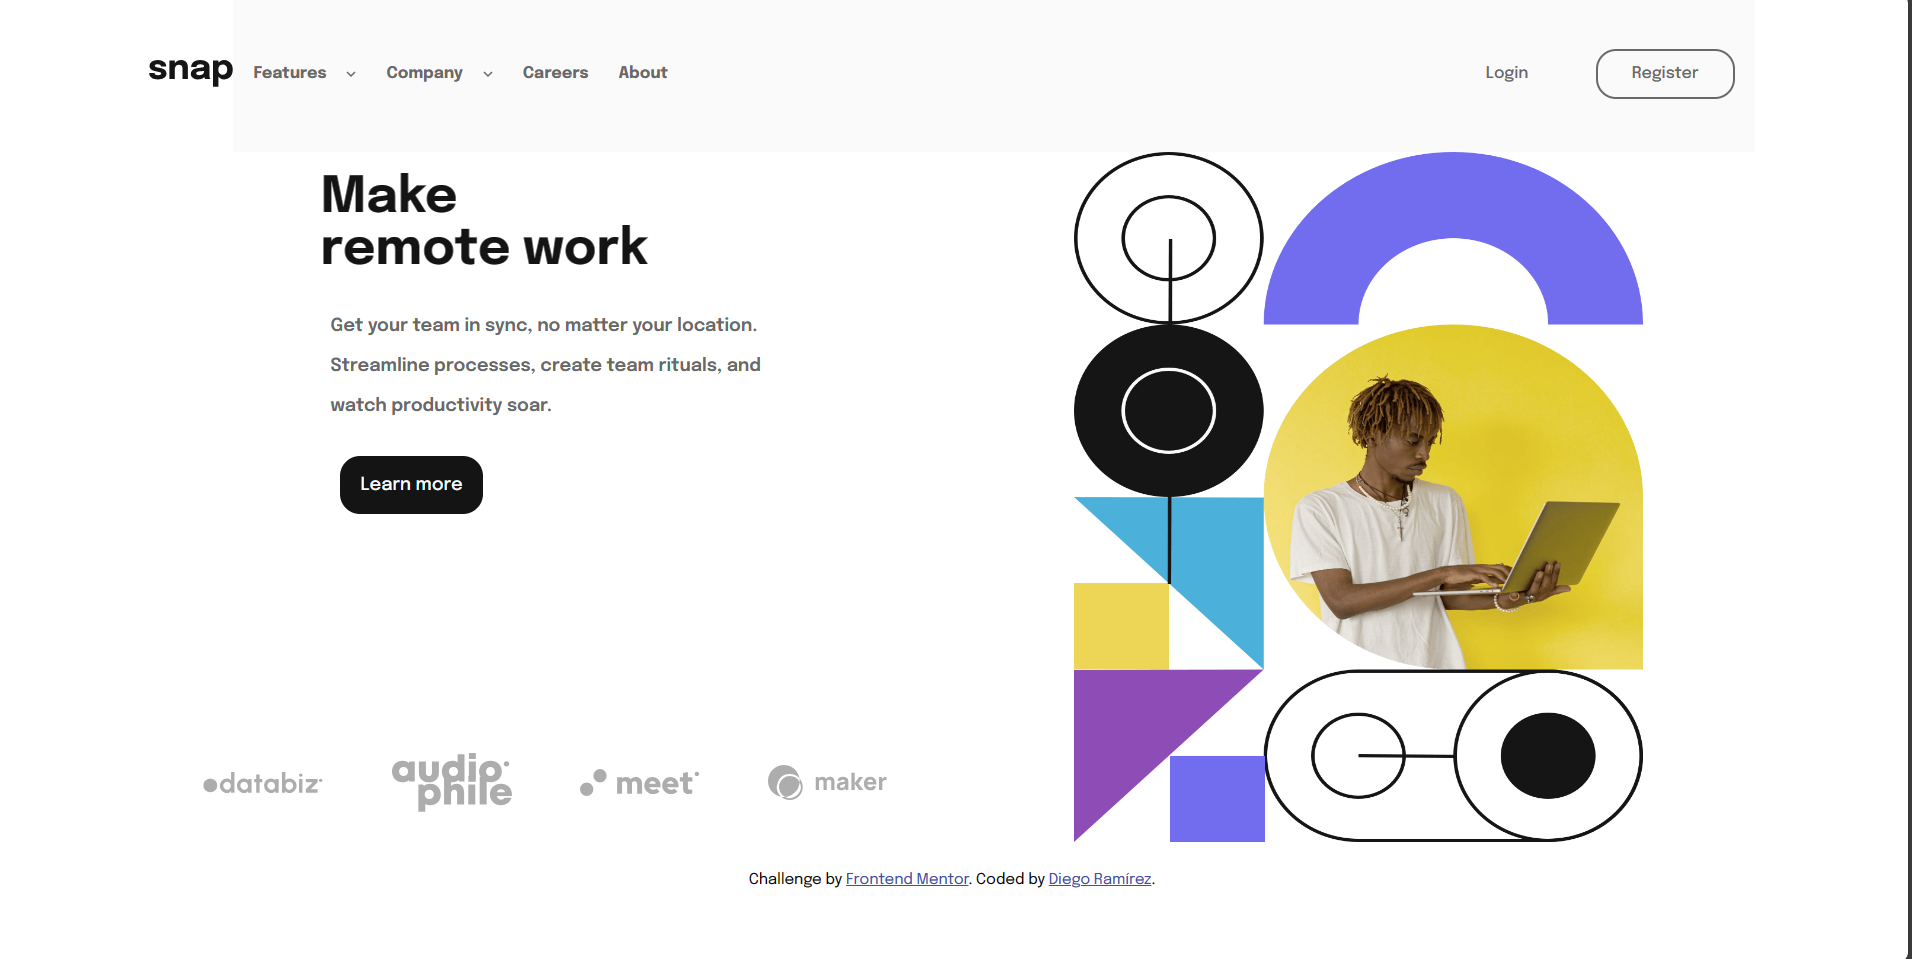 snap Features Company Careers About Login Register
Make
remote work
Get your team in sync, no matter your location.
Streamline processes, create team rituals, and
watch productivity soar.
Learn more
databiz audiophile meet maker
Challenge by Frontend Mentor. Coded by Diego Ramírez.